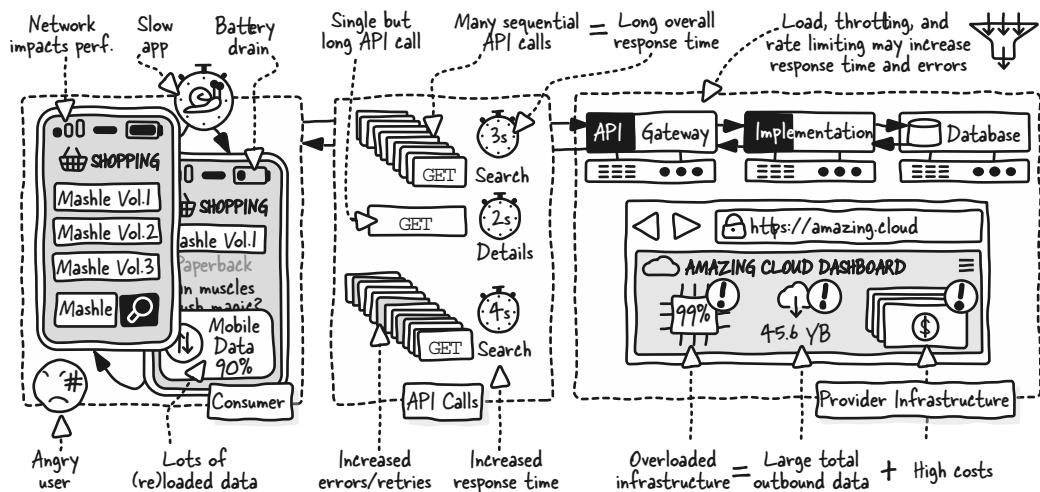 Network
impacts perf.
Slow
app
Battery
drain
Single but
long API call
Many sequential
API calls
=
Long overall
response time
Load, throttling, and
rate limiting may increase
response time and errors
SHOPPING
Mashle Vol.1
Mashle Vol.2
Mashle Vol.3
Mashle
SHOPPING
ashle Vol.1
Paperback
n muscles
ush magic?
Mobile
Data
90%
Consumer
GET
3s
Search
GET
2s
Details
GET
4s
Search
API Calls
API Gateway
Implementation
Database
https://amazing.cloud
AMAZING CLOUD DASHBOARD
99%
!
45.6 YB
!
$
!
Provider Infrastructure
#
Angry
user
Lots of
(re)loaded data
Increased
errors/retries
Increased
response time
Overloaded
infrastructure
=
Large total
outbound data
+
High costs